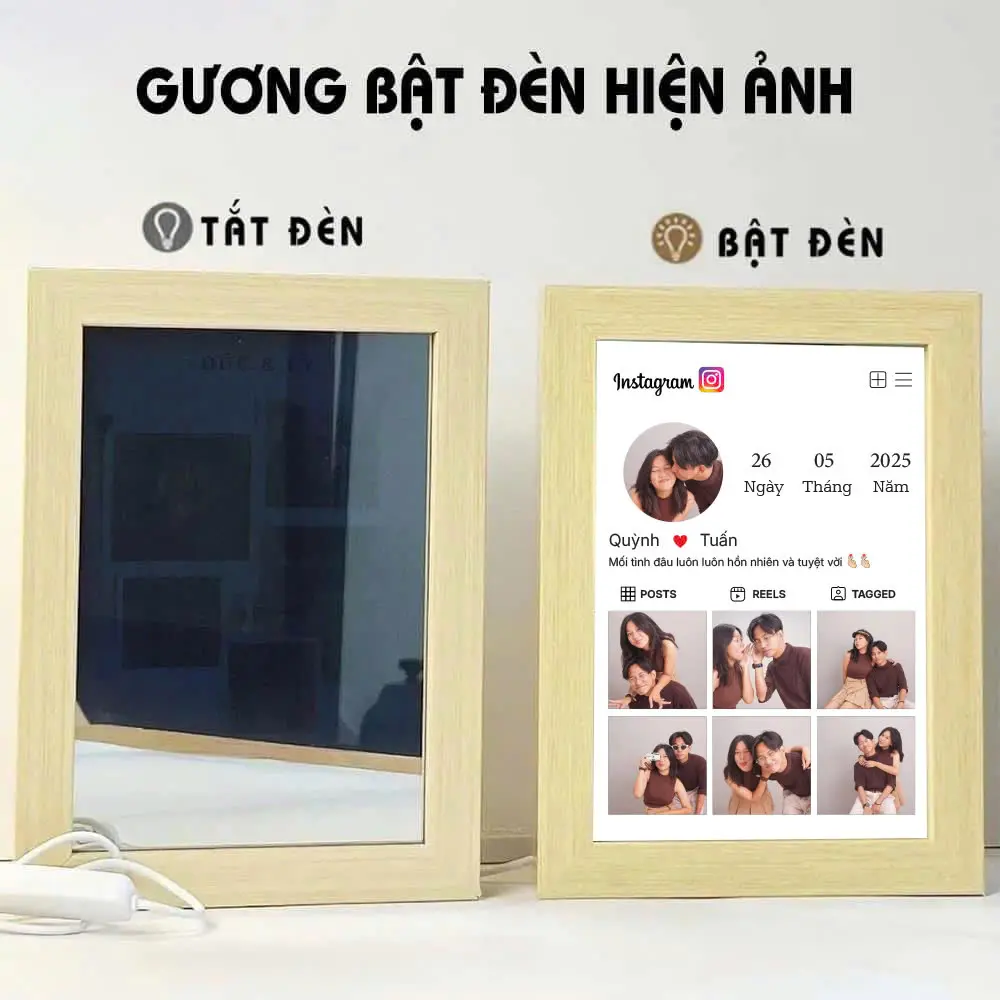 GƯƠNG BẬT ĐÈN HIỆN ẢNH
TẮT ĐÈN
BẬT ĐÈN
Instagram
26 05 2025
Ngày Tháng Năm
Quỳnh ❤️ Tuấn
Mối tình đâu luôn luôn hồn nhiên và tuyệt vời 🫰🏻🫰🏻
POSTS REELS TAGGED